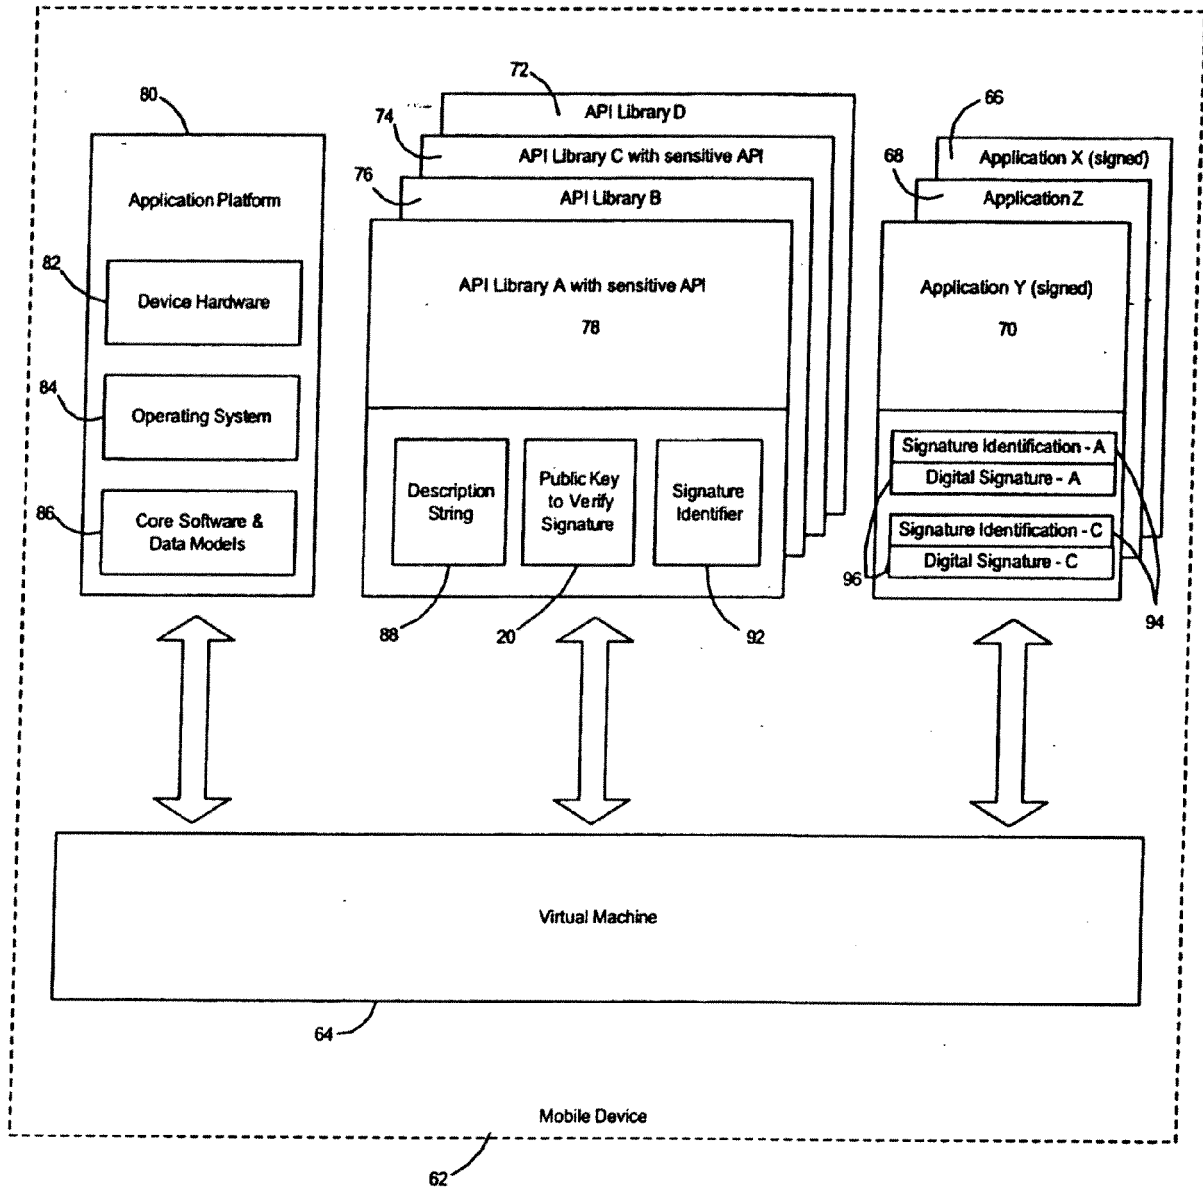 72
80
API Library D
66
74
API Library C with sensitive API
Application X (signed)
76
API Library B
68
Application Z
Application Platform
82
Device Hardware
API Library A with sensitive API
78
Application Y (signed)
70
84
Operating System
86
Core Software &
Data Models
Description
String
Public Key
to Verify
Signature
Signature
Identifier
Signature Identification - A
Digital Signature - A
Signature Identification - C
Digital Signature - C
96
94
88
20
92
Virtual Machine
64
Mobile Device
62